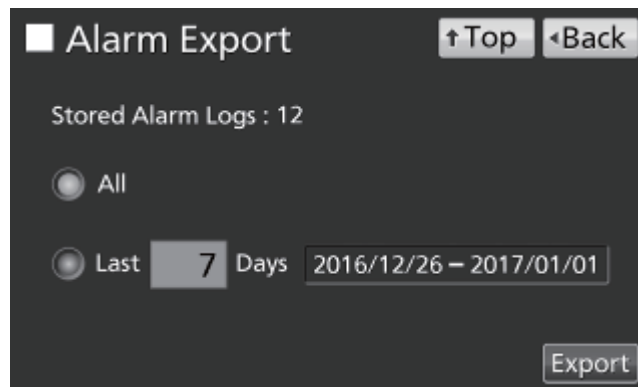 Alarm Export
↑Top
◂Back
Stored Alarm Logs : 12
All
Last 7 Days 2016/12/26 – 2017/01/01
Export